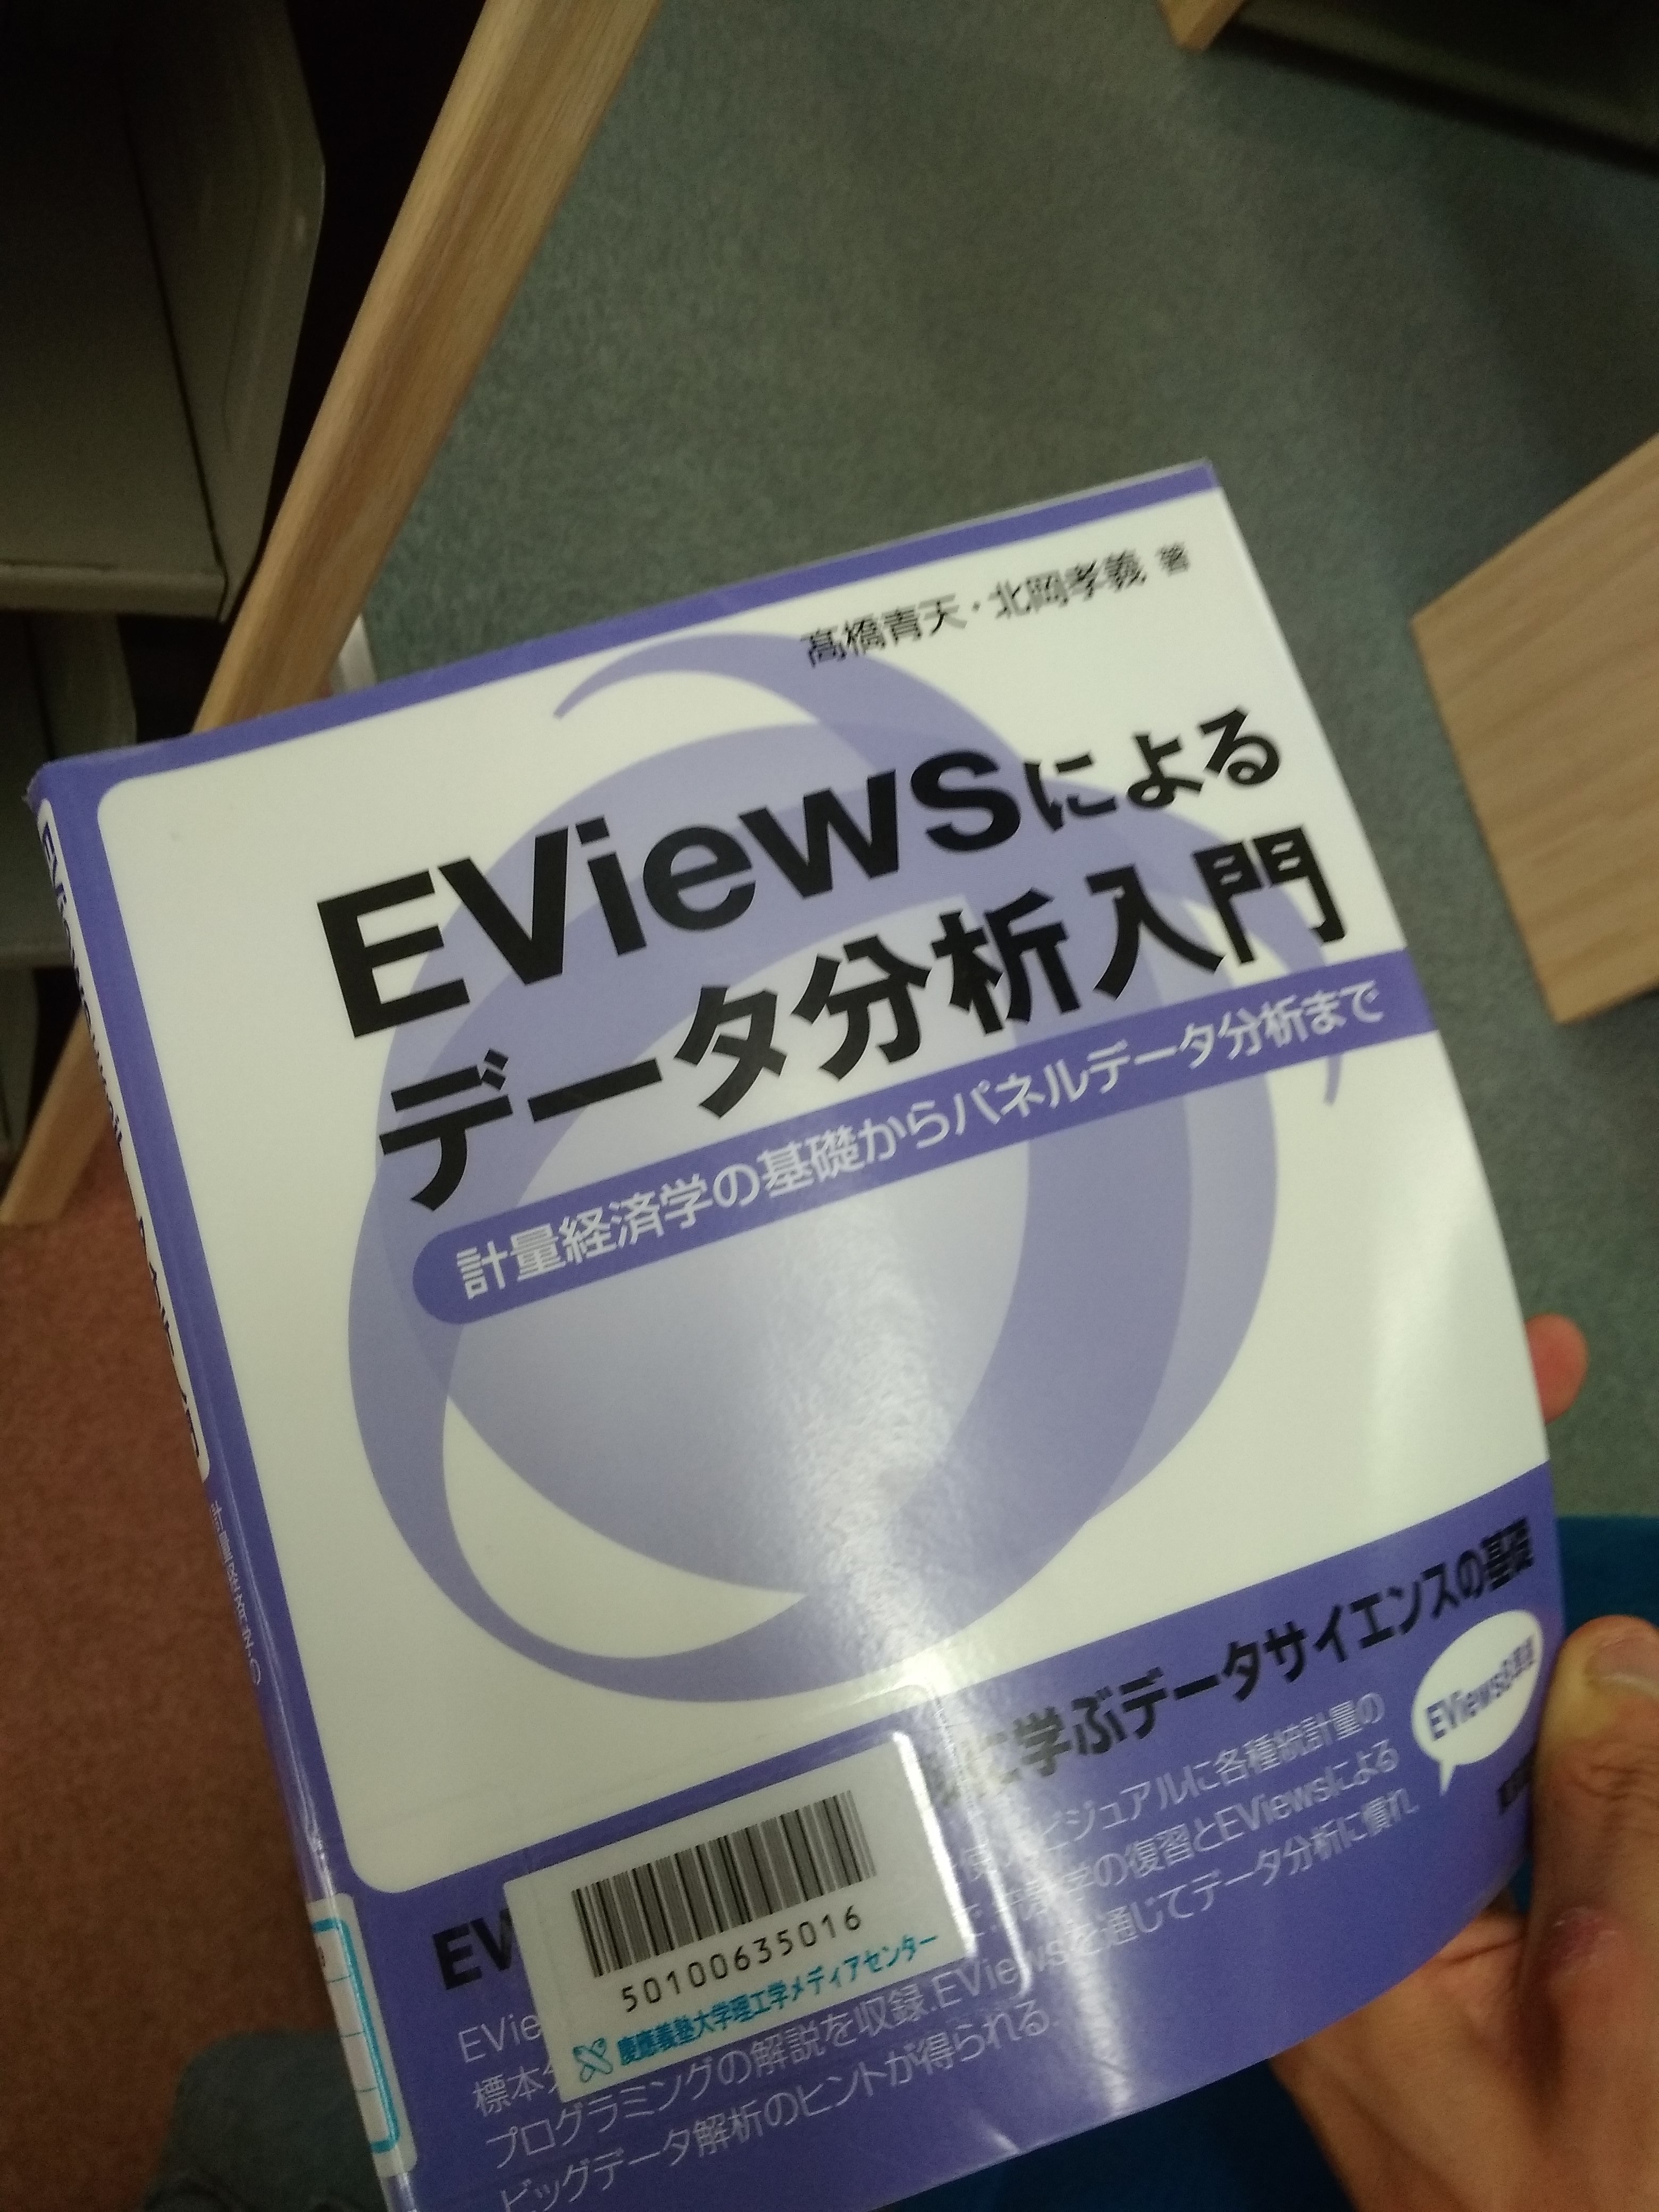 髙橋青天・北岡孝義 著
EViewsによる
データ分析入門
計量経済学の基礎からパネルデータ分析まで
に学ぶデータサイエンスの基礎
EViews
ビジュアルに各種統計量の
の復習とEViewsによる
を通じてデータ分析に慣れ
標本
プログラミングの解説を収録.EViews
ビッグデータ解析のヒントが得られる.
50100635016
慶應義塾大学理工学メディアセンター